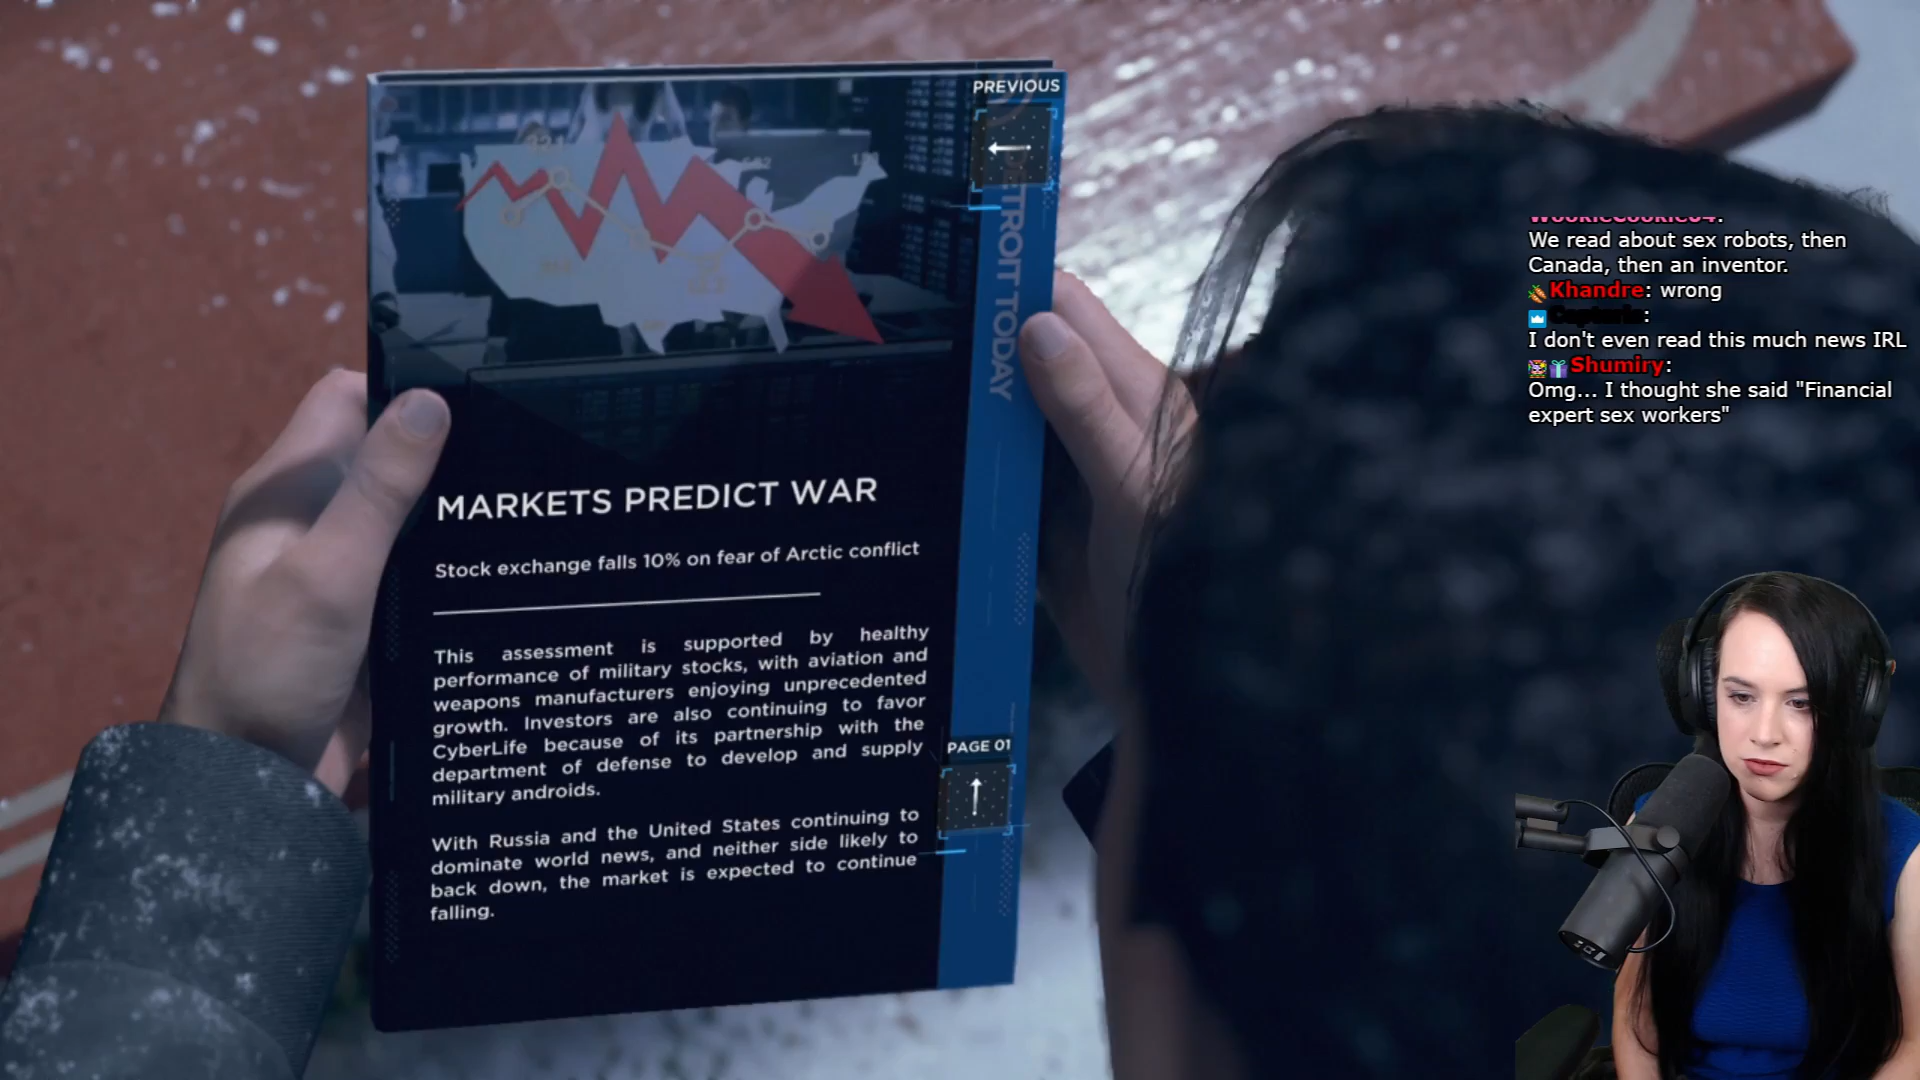 PREVIOUS
TROIT TODAY
MARKETS PREDICT WAR
Stock exchange falls 10% on fear of Arctic conflict
This assessment is supported by healthy
performance of military stocks, with aviation and
weapons manufacturers enjoying unprecedented
growth. Investors are also continuing to favor
CyberLife because of its partnership with the
department of defense to develop and supply
military androids.
With Russia and the United States continuing to
dominate world news, and neither side likely to
back down, the market is expected to continue
falling.
PAGE 01
We read about sex robots, then
Canada, then an inventor.
Khandre: wrong
I don't even read this much news IRL
Shumiry:
Omg... I thought she said "Financial
expert sex workers"